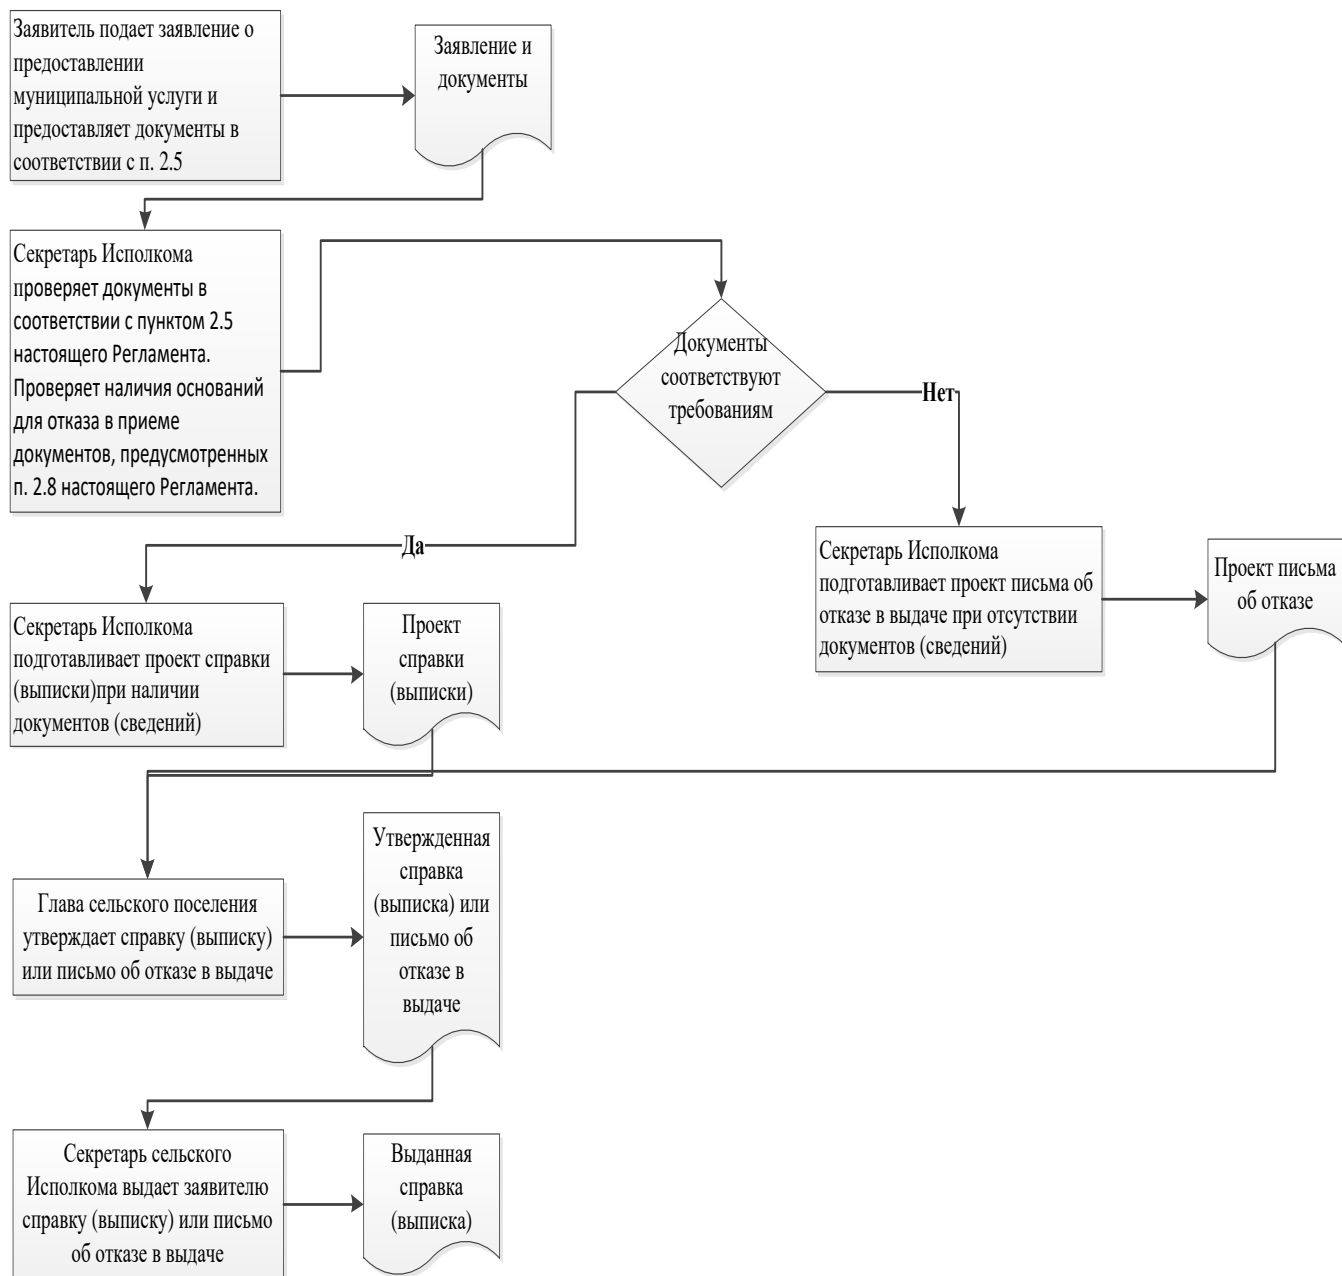 Заявитель подает заявление о
предоставлении
муниципальной услуги и
предоставляет документы в
соответствии с п. 2.5
Заявление и
документы
Секретарь Исполкома
проверяет документы в
соответствии с пунктом 2.5
настоящего Регламента.
Проверяет наличия оснований
для отказа в приеме
документов, предусмотренных
п. 2.8 настоящего Регламента.
Документы
соответствуют
требованиям
Нет
Да
Секретарь Исполкома
подготавливает проект письма об
отказе в выдаче при отсутствии
документов (сведений)
Проект письма
об отказе
Секретарь Исполкома
подготавливает проект справки
(выписки)при наличии
документов (сведений)
Проект
справки
(выписки)
Глава сельского поселения
утверждает справку (выписку)
или письмо об отказе в выдаче
Утвержденная
справка
(выписка) или
письмо об
отказе в
выдаче
Секретарь сельского
Исполкома выдает заявителю
справку (выписку) или письмо
об отказе в выдаче
Выданная
справка
(выписка)